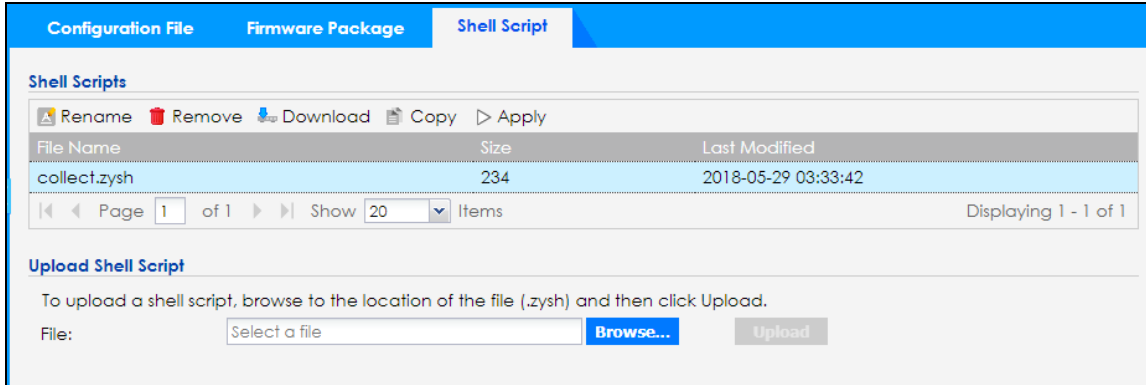 Configuration File Firmware Package Shell Script
Shell Scripts
Rename Remove Download Copy Apply
File Name Size Last Modified
collect.zysh 234 2018-05-29 03:33:42
Page 1 of 1 Show 20 Items Displaying 1 - 1 of 1
Upload Shell Script
To upload a shell script, browse to the location of the file (.zysh) and then click Upload.
File: Select a file Browse... Upload